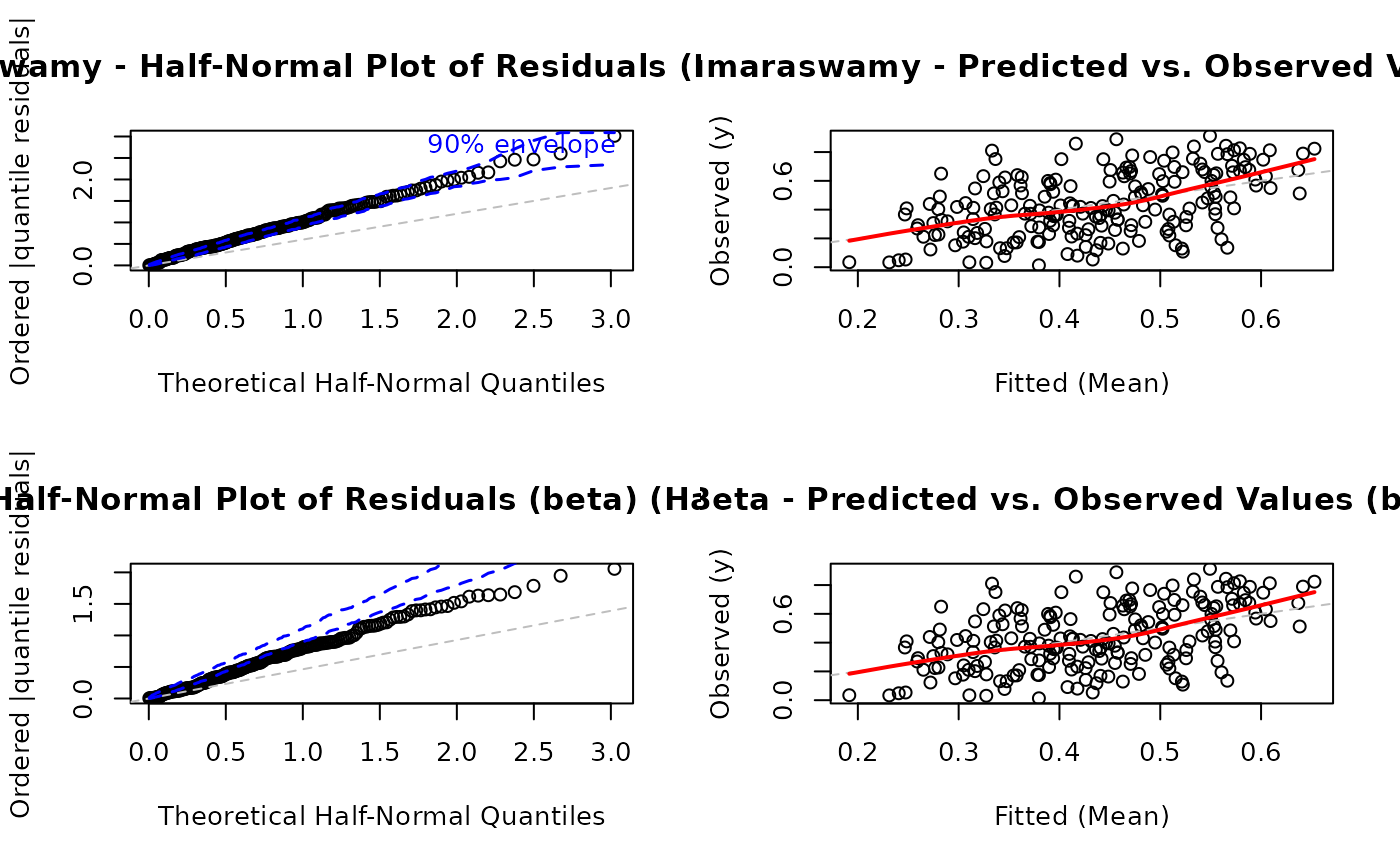 wamy - Half-Normal Plot of Residuals (
maraswamy - Predicted vs. Observed V
Ordered |quantile residuals|
2.0
0.0
90% envelope
0.0 0.5 1.0 1.5 2.0 2.5 3.0
Theoretical Half-Normal Quantiles
Observed (y)
0.6
0.0
0.2 0.3 0.4 0.5 0.6
Fitted (Mean)
Half-Normal Plot of Residuals (beta) (Ha
Beta - Predicted vs. Observed Values (b
Ordered |quantile residuals|
1.5
0.0
0.0 0.5 1.0 1.5 2.0 2.5 3.0
Theoretical Half-Normal Quantiles
Observed (y)
0.6
0.0
0.2 0.3 0.4 0.5 0.6
Fitted (Mean)